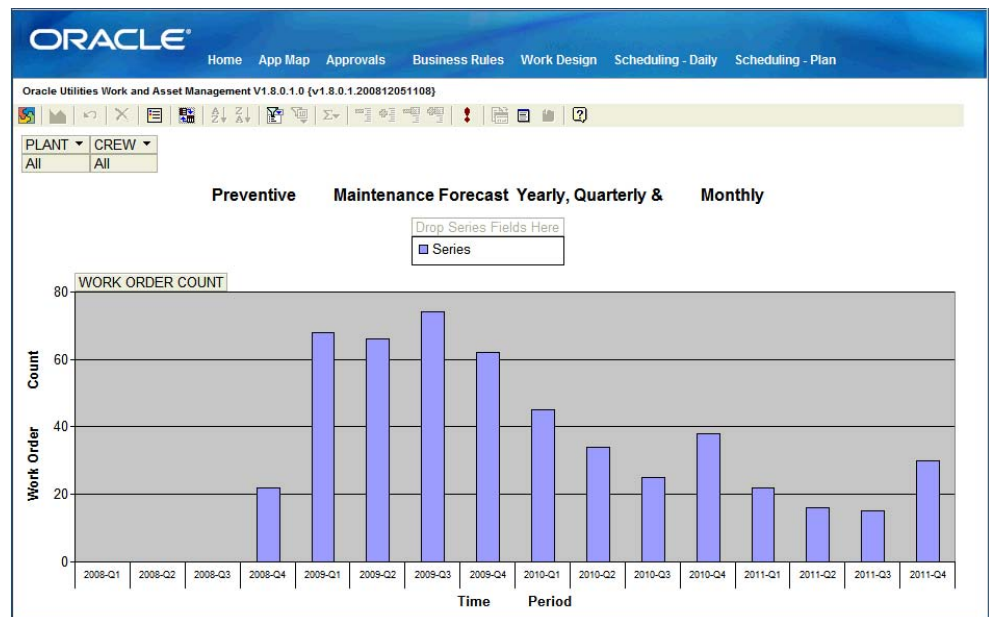 ORACLE®
Home App Map Approvals Business Rules Work Design Scheduling - Daily Scheduling - Plan
Oracle Utilities Work and Asset Management V1.8.0.1.0 {v1.8.0.1.200812051108}
PLANT CREW
All All
Preventive Maintenance Forecast Yearly, Quarterly & Monthly
Drop Series Fields Here
Series
WORK ORDER COUNT
80
60
40
20
0
Work Order Count
2008-Q1 2008-Q2 2008-Q3 2008-Q4 2009-Q1 2009-Q2 2009-Q3 2009-Q4 2010-Q1 2010-Q2 2010-Q3 2010-Q4 2011-Q1 2011-Q2 2011-Q3 2011-Q4
Time Period